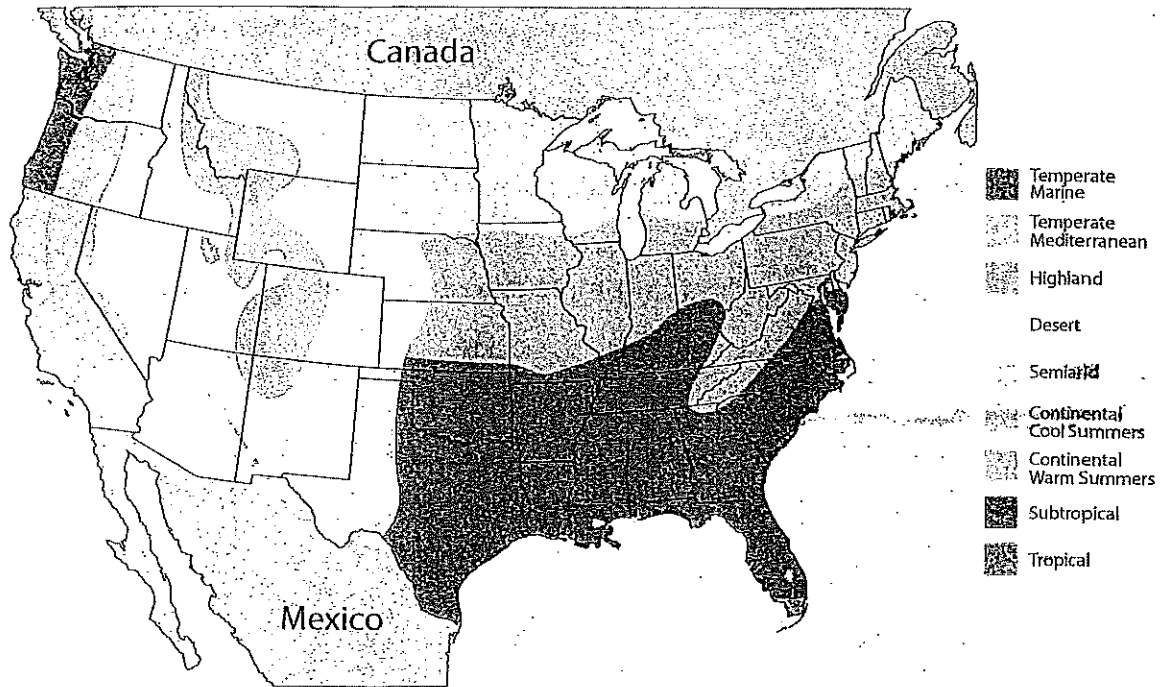 Canada
Mexico
Temperate
Marine
Temperate
Mediterranean
Highland
Desert
Semiarid
Continental
Cool Summers
Continental
Warm Summers
Subtropical
Tropical